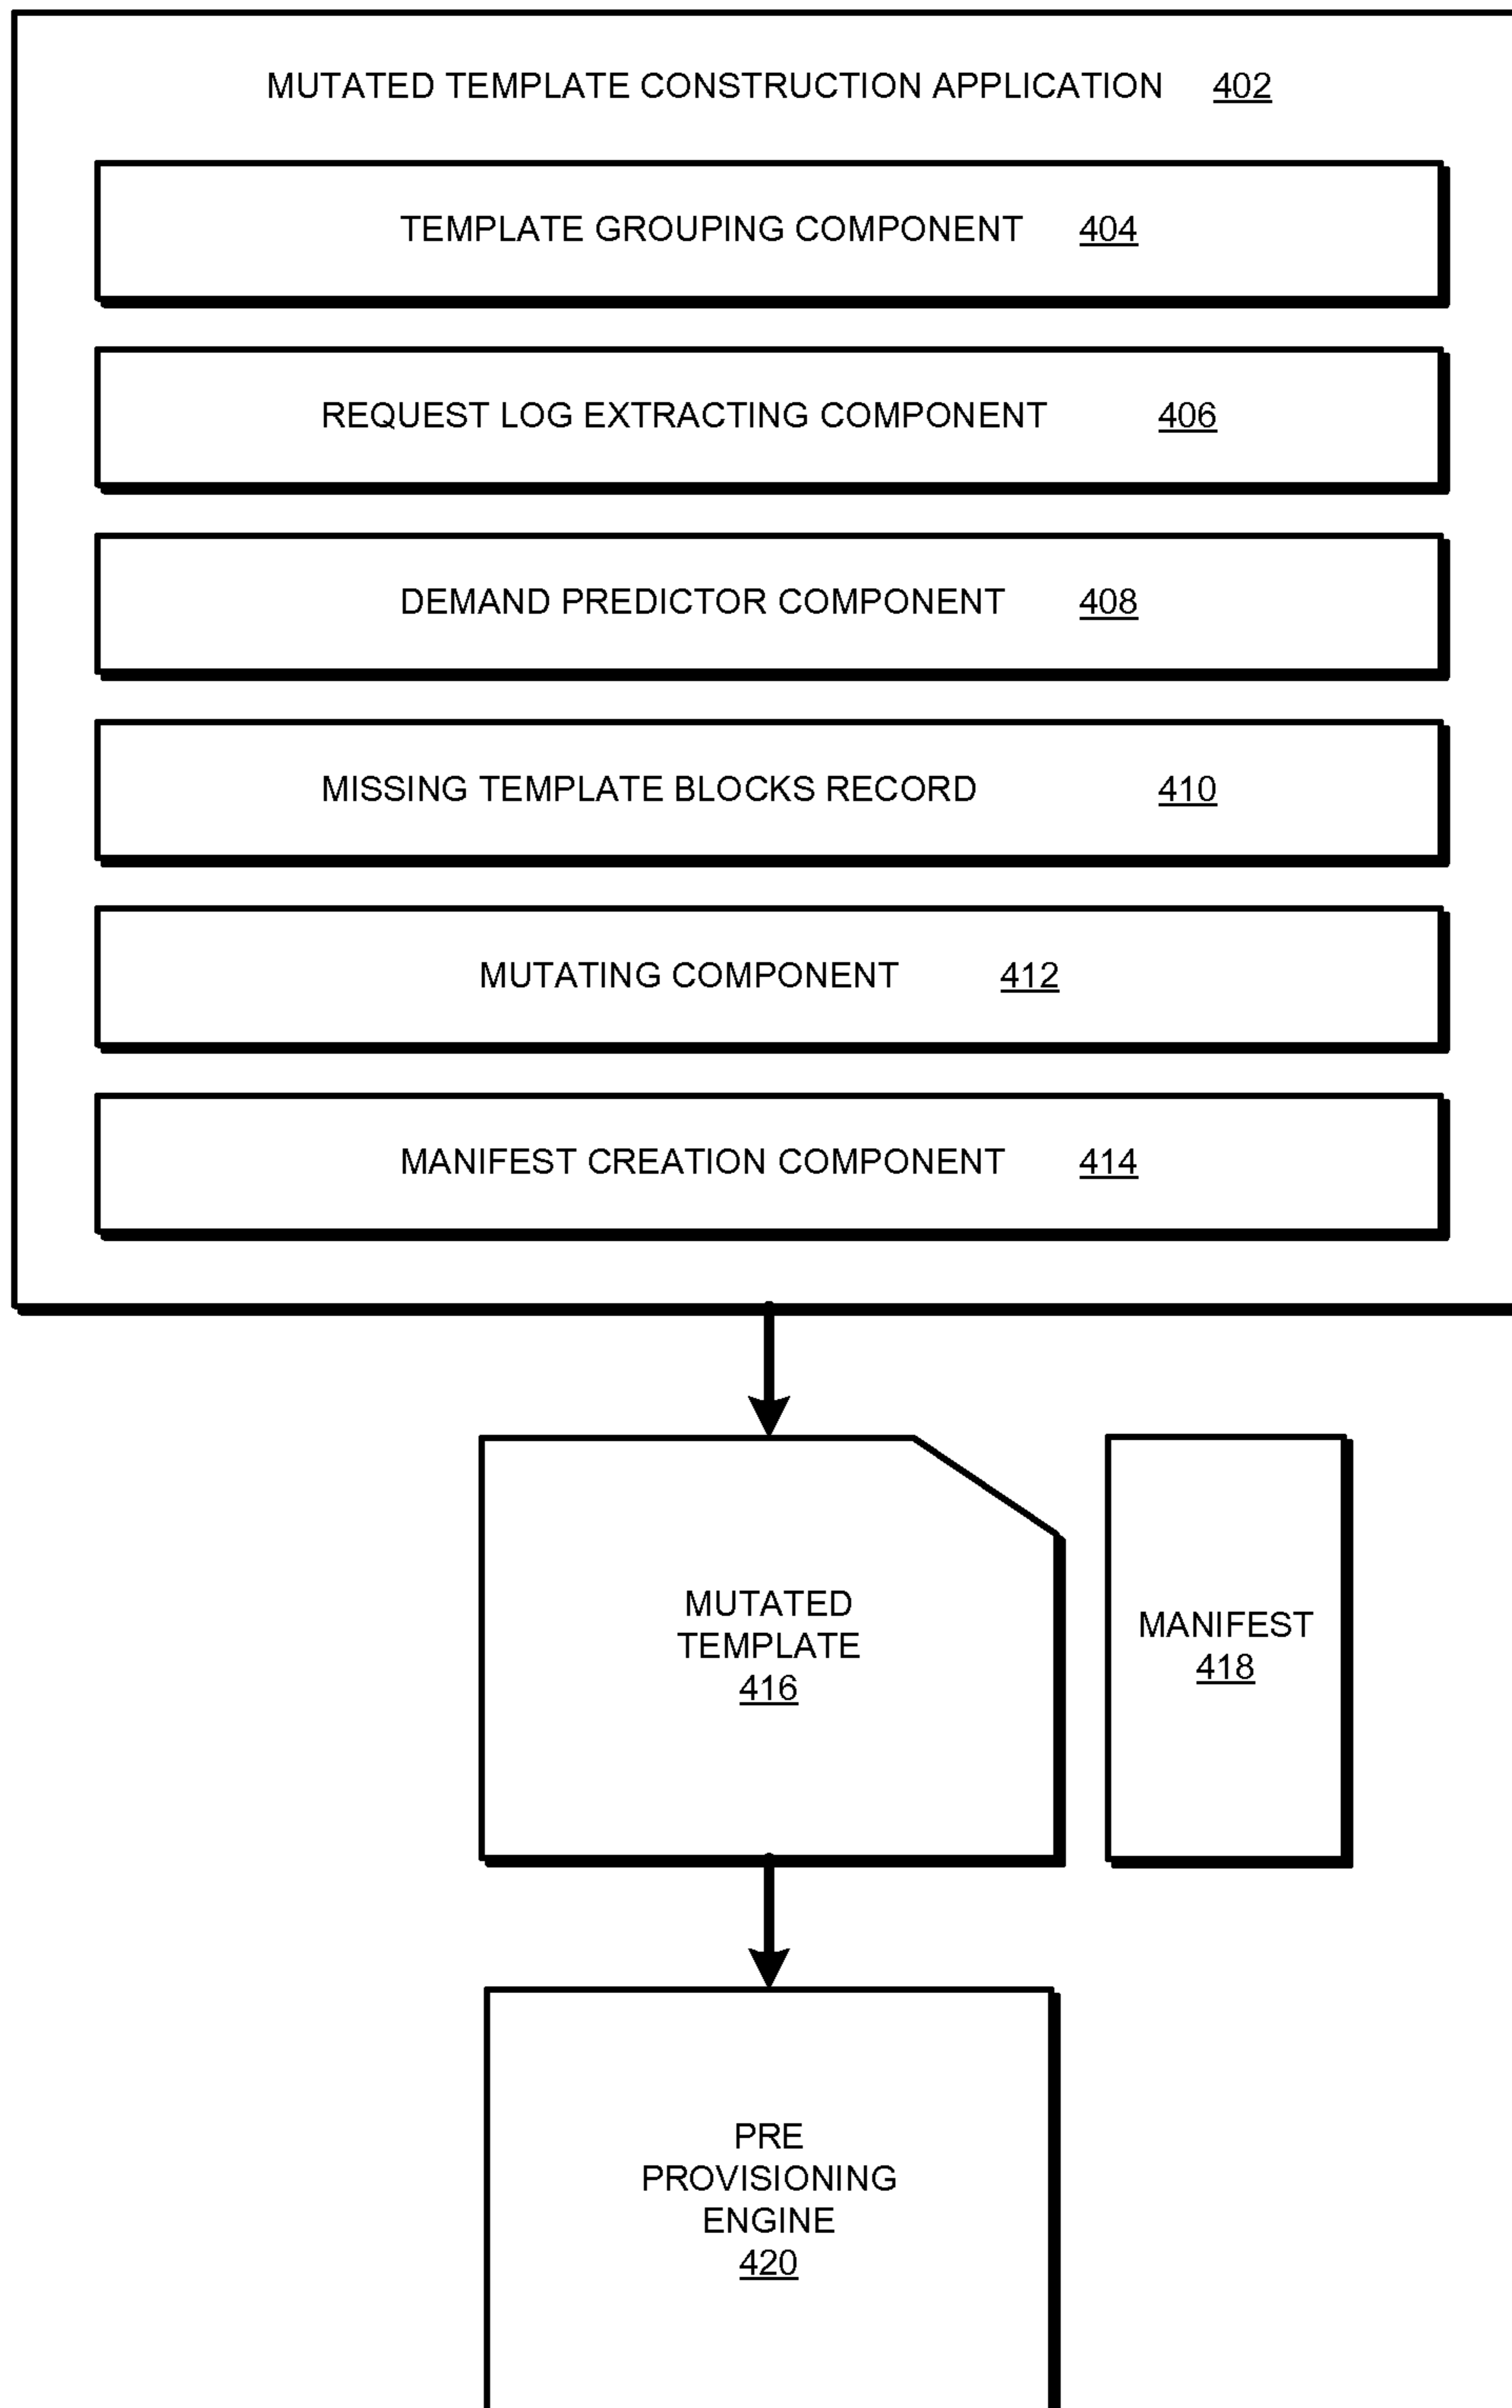 MUTATED TEMPLATE CONSTRUCTION APPLICATION 402
TEMPLATE GROUPING COMPONENT 404
REQUEST LOG EXTRACTING COMPONENT 406
DEMAND PREDICTOR COMPONENT 408
MISSING TEMPLATE BLOCKS RECORD 410
MUTATING COMPONENT 412
MANIFEST CREATION COMPONENT 414
MUTATED
TEMPLATE
416
MANIFEST
418
PRE
PROVISIONING
ENGINE
420